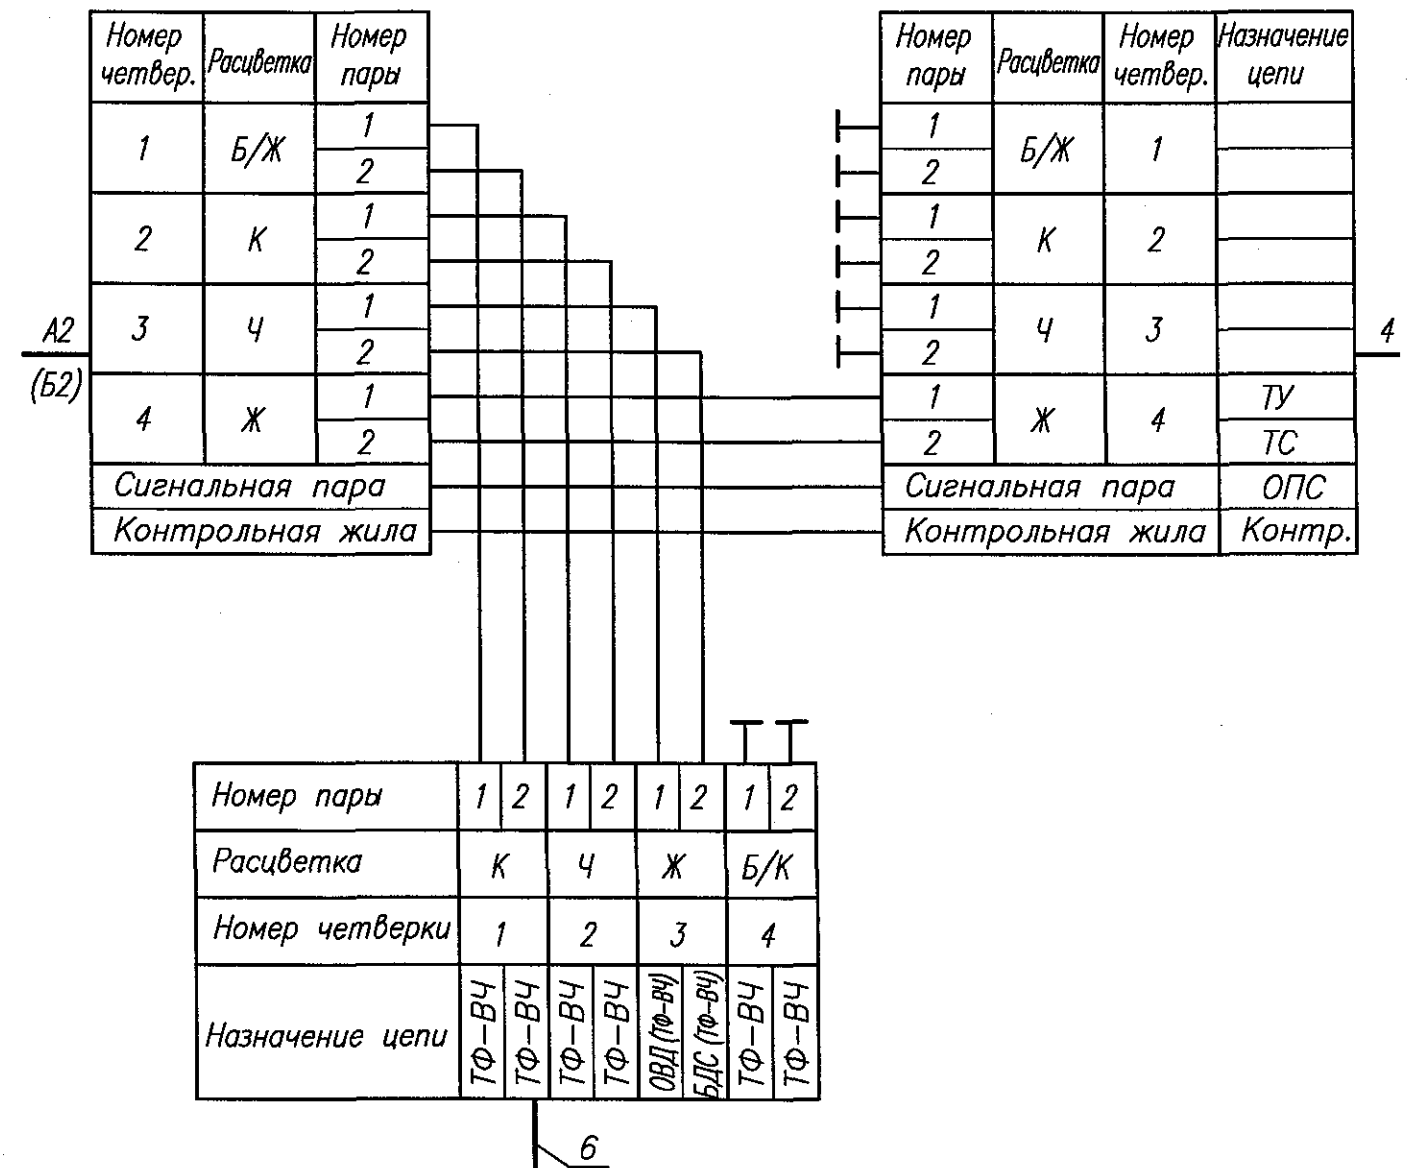 Номер четвер. Расцветка Номер пары
1 Б/Ж 1
2
2 К 1
2
3 Ч 1
2
4 Ж 1
2
Сигнальная пара
Контрольная жила
А2
(Б2)
Номер пары Расцветка Номер четвер. Назначение цепи
1 Б/Ж 1
2
1 К 2
2
1 Ч 3
2
1 Ж 4 ТУ
2 ТС
Сигнальная пара ОПС
Контрольная жила Контр.
4
Номер пары 1 2 1 2 1 2 1 2
Расцветка К Ч Ж Б/К
Номер четверки 1 2 3 4
Назначение цепи ТФ-ВЧ ТФ-ВЧ ТФ-ВЧ ТФ-ВЧ ОВД (ТФ-ВЧ) БДС (ТФ-ВЧ) ТФ-ВЧ ТФ-ВЧ
6